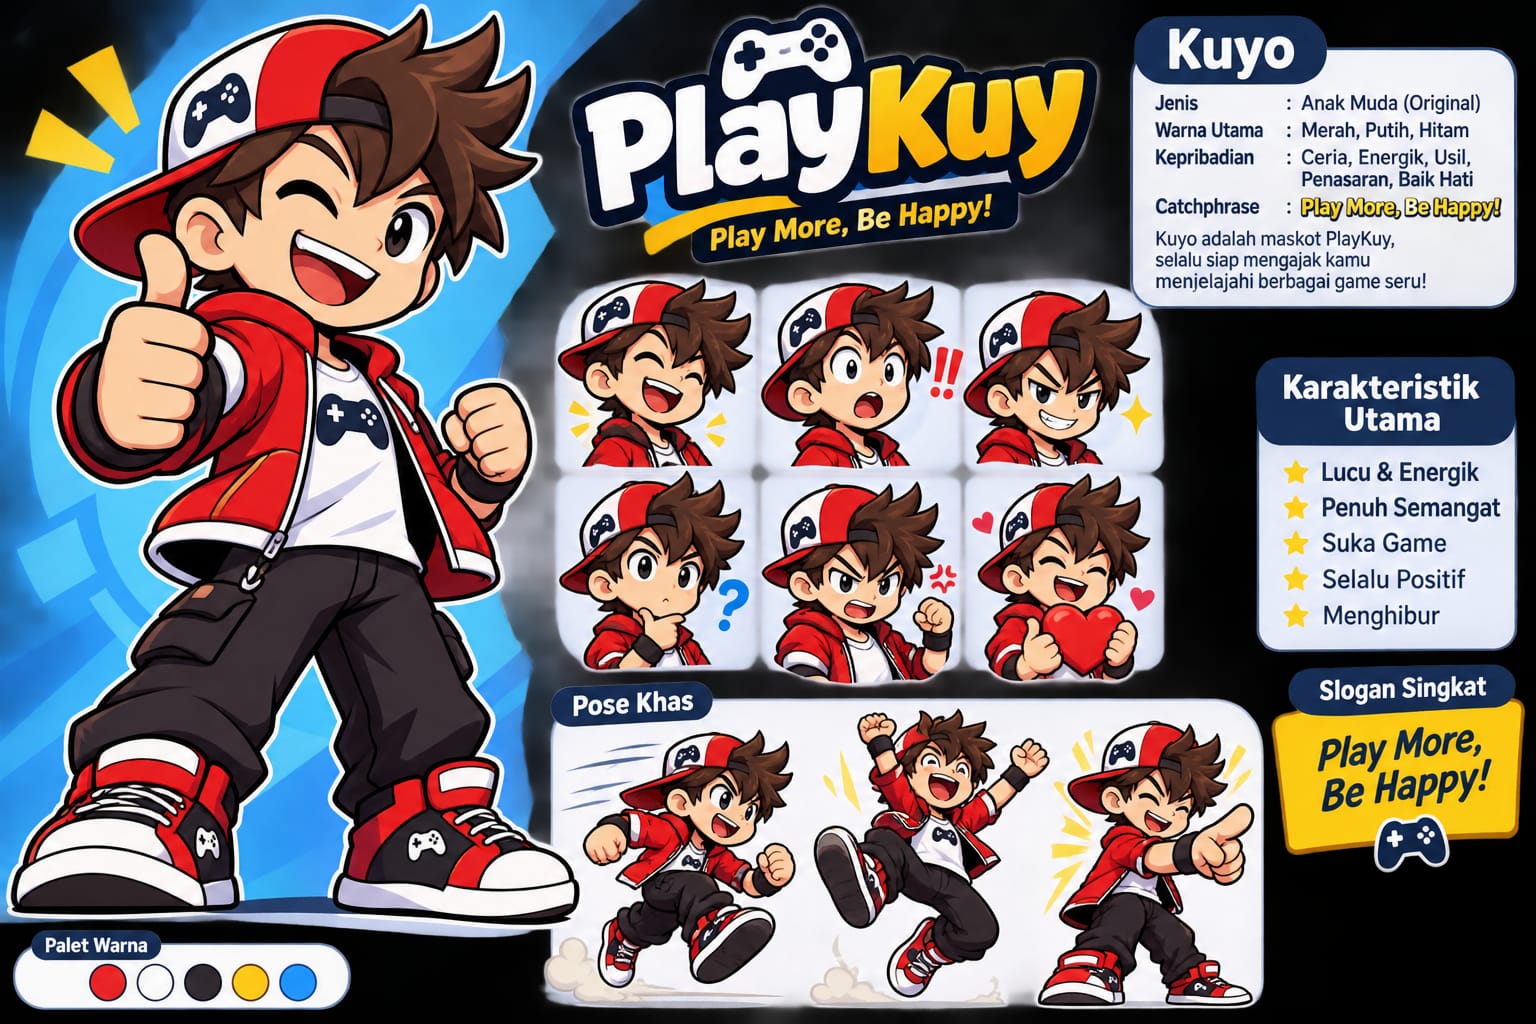 PlayKuy
Play More, Be Happy!
Kuyo
Jenis : Anak Muda (Original)
Warna Utama : Merah, Putih, Hitam
Kepribadian : Ceria, Energik, Usil,
Penasaran, Baik Hati
Catchphrase : Play More, Be Happy!
Kuyo adalah maskot PlayKuy,
selalu siap mengajak kamu
menjelajahi berbagai game seru!
!!
?
Karakteristik
Utama
Lucu & Energik
Penuh Semangat
Suka Game
Selalu Positif
Menghibur
Pose Khas
Slogan Singkat
Play More,
Be Happy!
Palet Warna